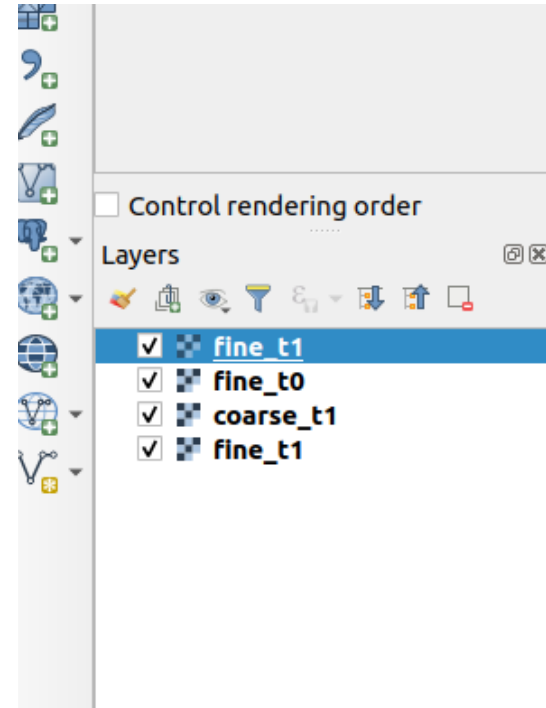 Control rendering order
Layers
fine_t1
fine_t0
coarse_t1
fine_t1